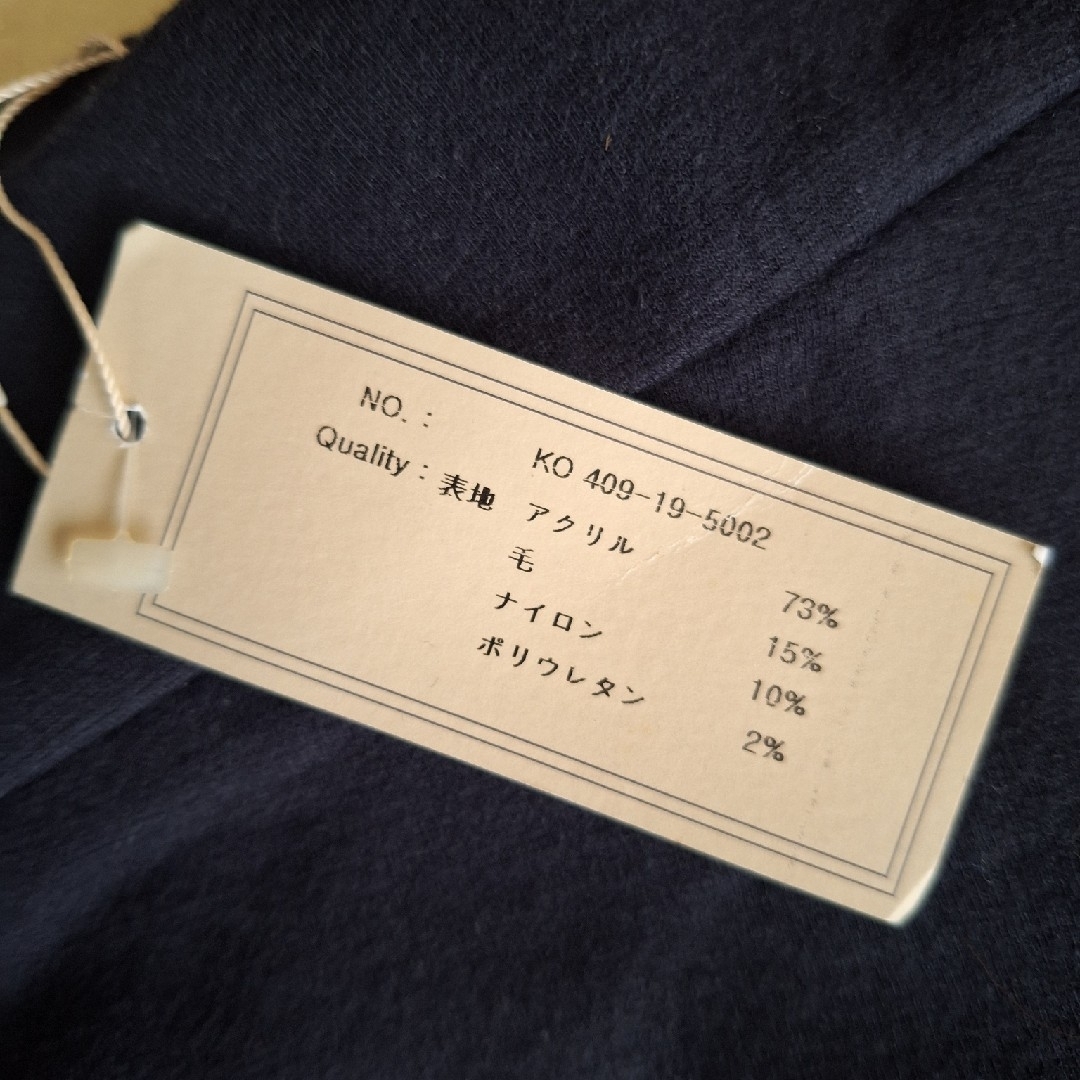 NO. : KO 409-19-5002
Quality : 表地 アクリル 73%
毛 15%
ナイロン 10%
ポリウレタン 2%